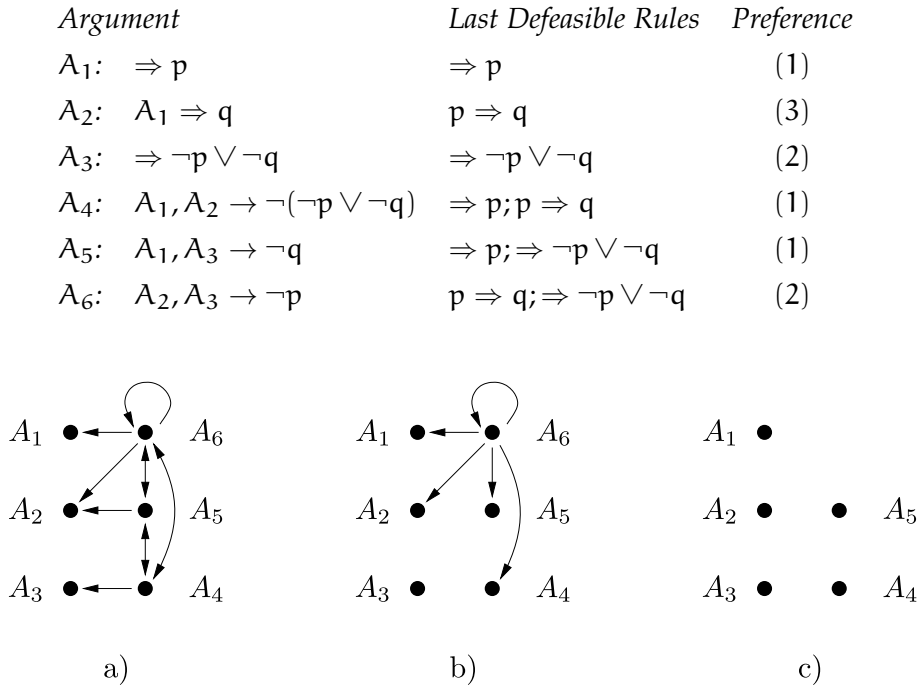 Argument Last Defeasible Rules Preference
A₁: ⇒ p ⇒ p (1)
A₂: A₁ ⇒ q p ⇒ q (3)
A₃: ⇒ ¬p ∨ ¬q ⇒ ¬p ∨ ¬q (2)
A₄: A₁, A₂ → ¬(¬p ∨ ¬q) ⇒ p; p ⇒ q (1)
A₅: A₁, A₃ → ¬q ⇒ p; ⇒ ¬p ∨ ¬q (1)
A₆: A₂, A₃ → ¬p p ⇒ q; ⇒ ¬p ∨ ¬q (2)
A₁ A₆ A₁ A₆ A₁
A₂ A₅ A₂ A₅ A₂ A₅
A₃ A₄ A₃ A₄ A₃ A₄
a) b) c)